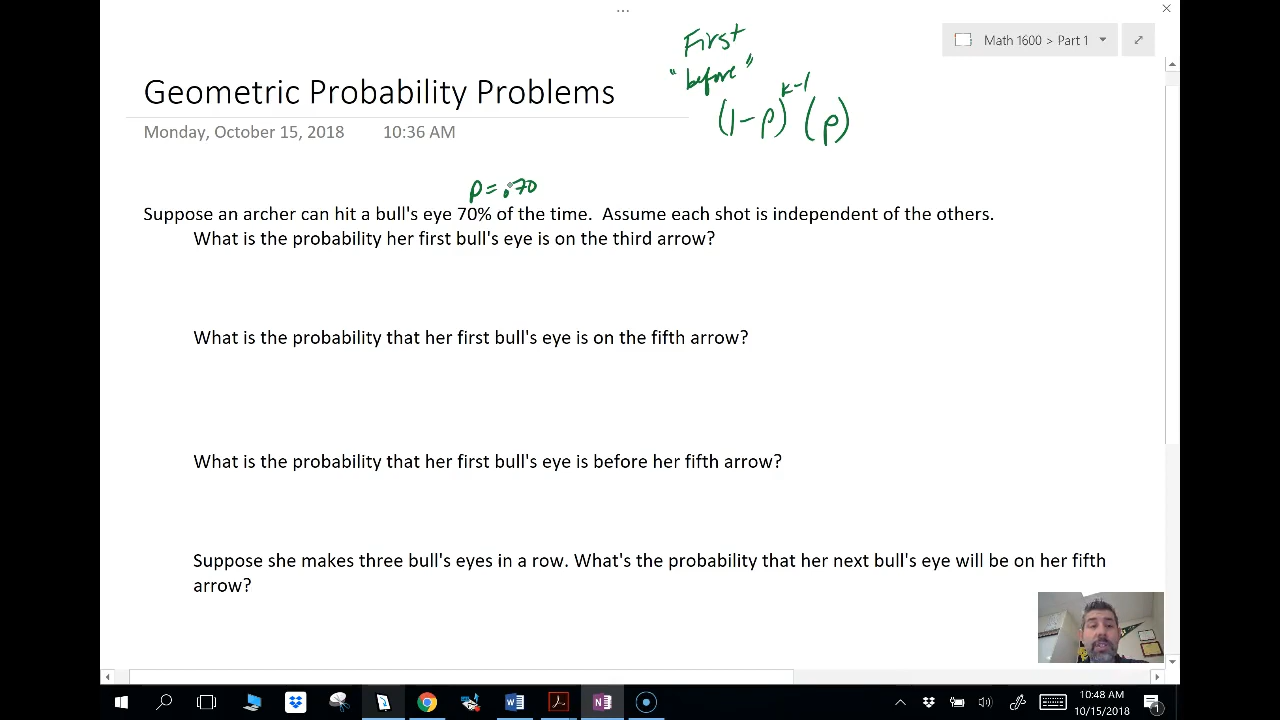 ...
First
"before"
Math 1600 > Part 1
Geometric Probability Problems
(1-p)^k-1 (p)
Monday, October 15, 2018 10:36 AM
p = .70
Suppose an archer can hit a bull's eye 70% of the time. Assume each shot is independent of the others.
What is the probability her first bull's eye is on the third arrow?
What is the probability that her first bull's eye is on the fifth arrow?
What is the probability that her first bull's eye is before her fifth arrow?
Suppose she makes three bull's eyes in a row. What's the probability that her next bull's eye will be on her fifth
arrow?
10:48 AM
10/15/2018
1